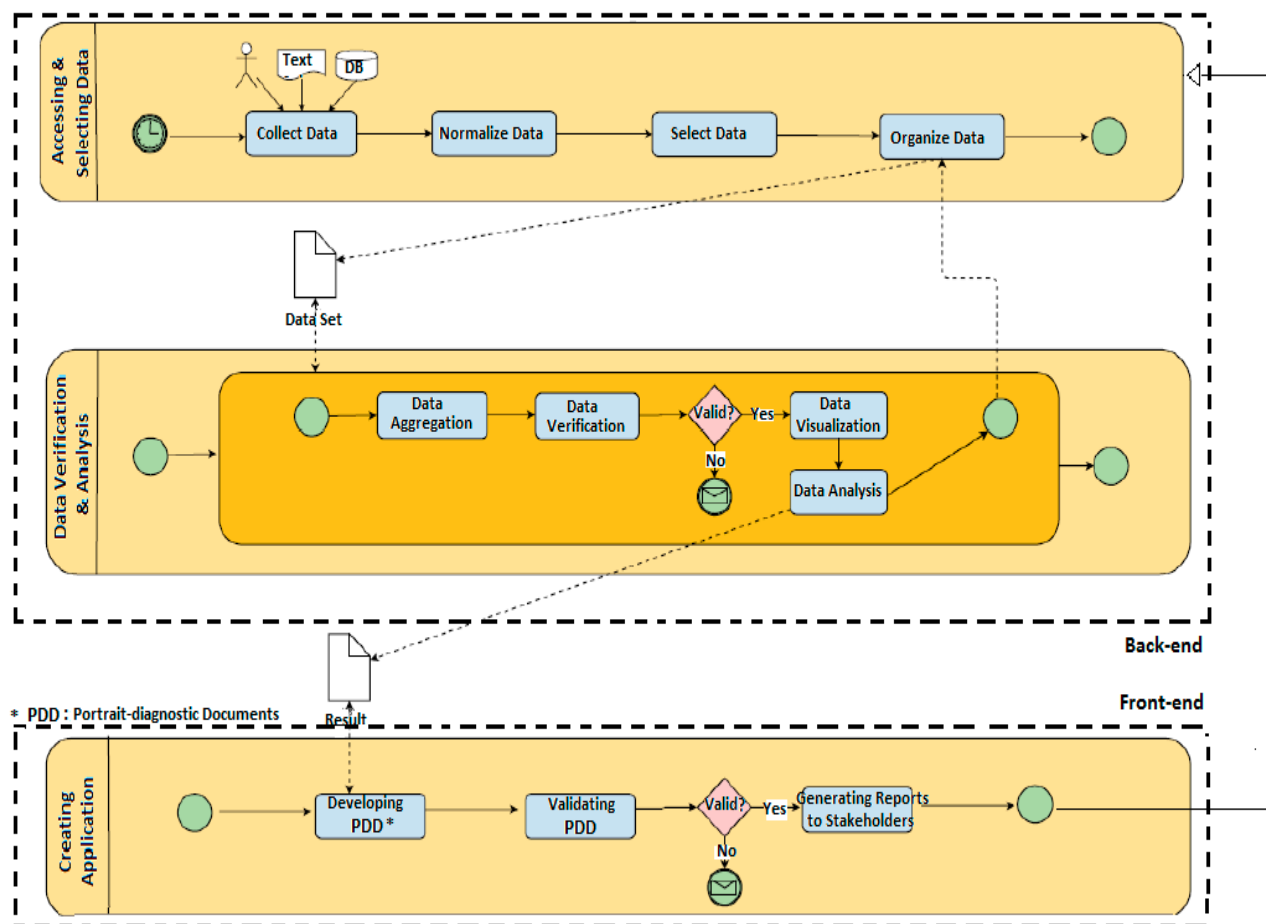 Accessing &
Selecting Data
Text
DB
Collect Data
Normalize Data
Select Data
Organize Data
Data Set
Data Verification
& Analysis
Data
Aggregation
Data
Verification
Valid?
Yes
No
Data
Visualization
Data Analysis
Back-end
Result
* PDD : Portrait-diagnostic Documents
Front-end
Creating
Application
Developing
PDD *
Validating
PDD
Valid?
Yes
No
Generating Reports
to Stakeholders